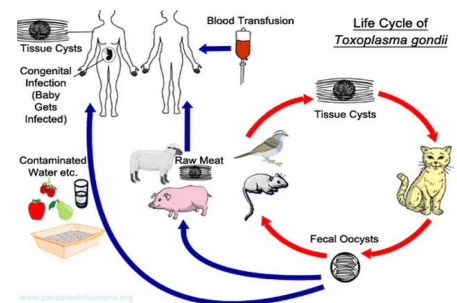 Blood Transfusion
Life Cycle of
Toxoplasma gondii
Tissue Cysts
Congenital
Infection
(Baby
Gets
Infected)
Tissue Cysts
Contaminated
Water etc.
Raw Meat
Fecal Oocysts
www.parasitesinhumans.org